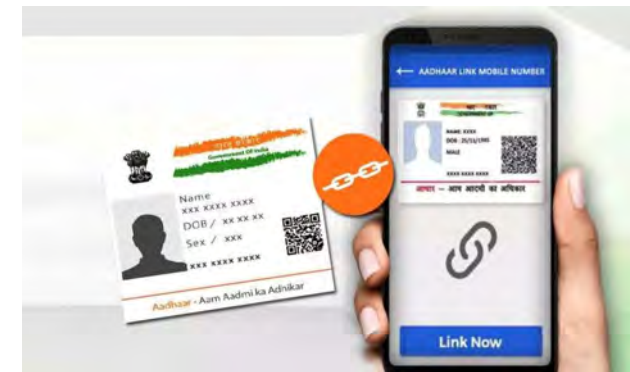 Government Of India
Name
xxx xxxx xxxx
DOB / xx xx xx
Sex / xxx
xxx xxxx xxxx
Aadhaar - Aam Aadmi ka Adhikar
← AADHAAR LINK MOBILE NUMBER
NAME: XXXX
MALE
XXXX XXXX XXXX
आधार – आम आदमी का अधिकार
Link Now